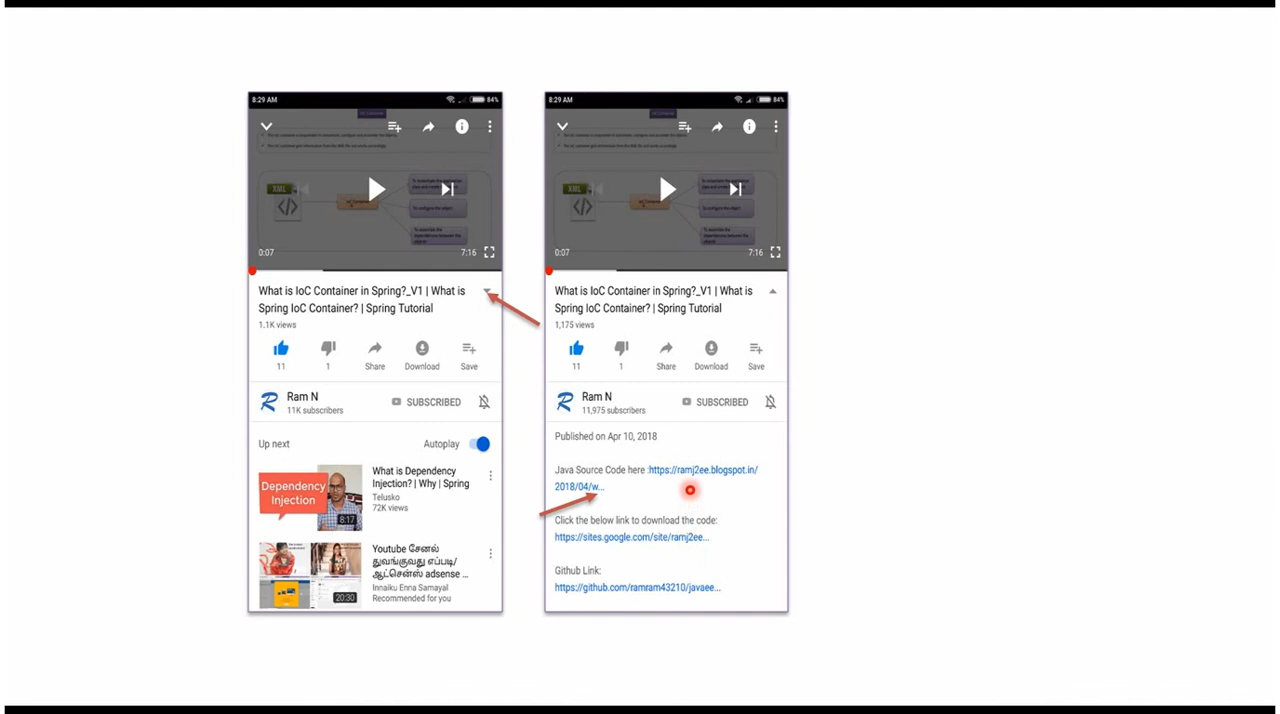 8:29 AM
84%
XML
0:07
7:16
What is IoC Container in Spring?_V1 | What is
Spring IoC Container? | Spring Tutorial
1.1K views
11
1
Share
Download
Save
Ram N
11K subscribers
SUBSCRIBED
Up next
Autoplay
Dependency
Injection
8:17
What is Dependency
Injection? | Why | Spring
Telusko
72K views
20:30
Youtube சேனல்
துவங்குவது எப்படி/
ஆட்சென்ஸ் adsense ...
Innaiku Enna Samayal
Recommended for you
8:29 AM
84%
XML
0:07
7:16
What is IoC Container in Spring?_V1 | What is
Spring IoC Container? | Spring Tutorial
1,175 views
11
1
Share
Download
Save
Ram N
11,975 subscribers
SUBSCRIBED
Published on Apr 10, 2018
Java Source Code here :https://ramj2ee.blogspot.in/
2018/04/w...
Click the below link to download the code:
https://sites.google.com/site/ramj2ee...
Github Link:
https://github.com/ramram43210/javaee...